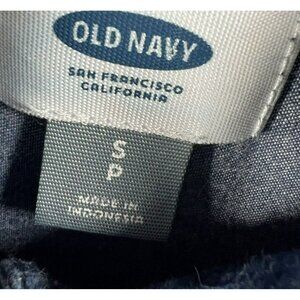 OLD NAVY
SAN FRANCISCO
CALIFORNIA
S
P
MADE IN
INDONESIA